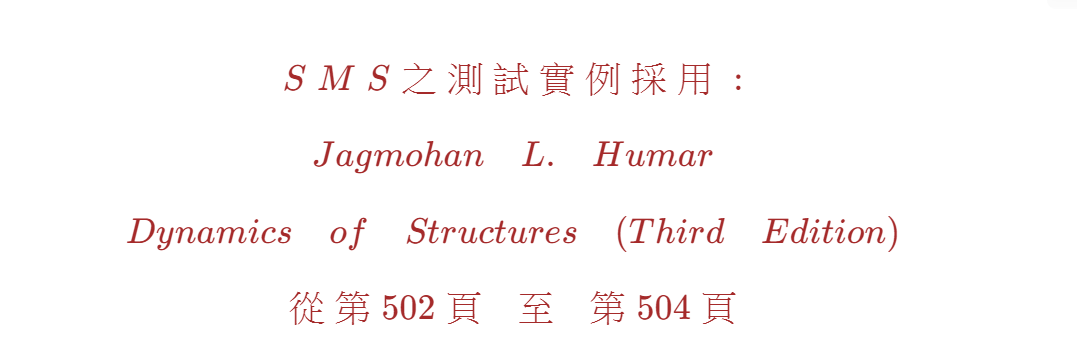 S M S 之測試實例採用：
Jagmohan L. Humar
Dynamics of Structures (Third Edition)
從第 502 頁 至 第 504 頁